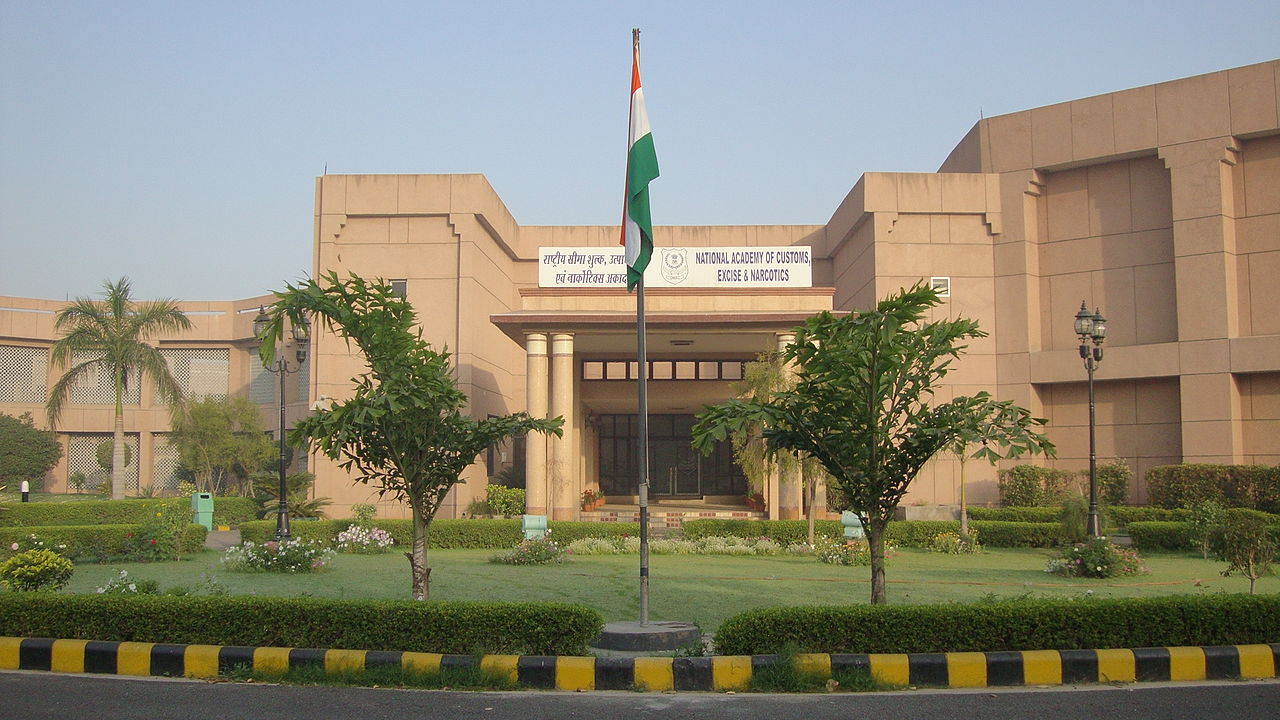 राष्ट्रीय सीमा शुल्क,
एवं नार्कोटिक्स
NATIONAL ACADEMY OF CUSTOMS,
EXCISE & NARCOTICS